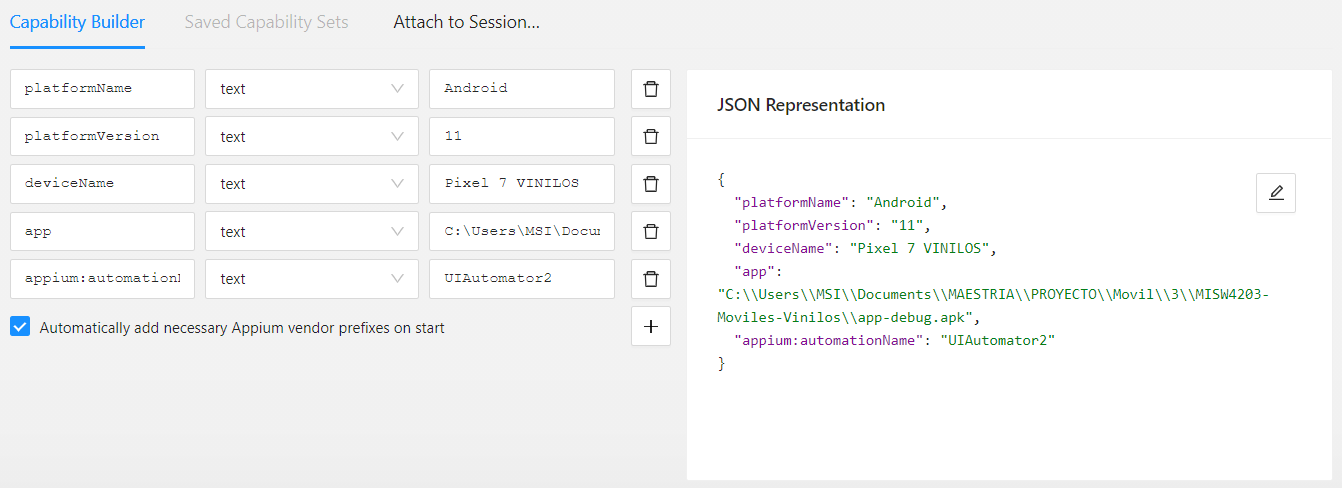 Capability Builder Saved Capability Sets Attach to Session...
platformName text Android
platformVersion text 11
deviceName text Pixel 7 VINILOS
app text C:\Users\MSI\Docu
appium:automation text UIAutomator2
Automatically add necessary Appium vendor prefixes on start
JSON Representation
{
"platformName": "Android",
"platformVersion": "11",
"deviceName": "Pixel 7 VINILOS",
"app":
"C:\\Users\\MSI\\Documents\\MAESTRIA\\PROYECTO\\Movil\\3\\MISW4203-
Moviles-Vinilos\\app-debug.apk",
"appium:automationName": "UIAutomator2"
}